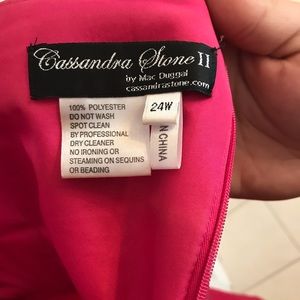 Cassandra Stone II
by Mac Duggal
cassandrastone.com
100% POLYESTER
DO NOT WASH
SPOT CLEAN
BY PROFESSIONAL
DRY CLEANER
NO IRONING OR
STEAMING ON SEQUINS
OR BEADING
24W
N CHINA